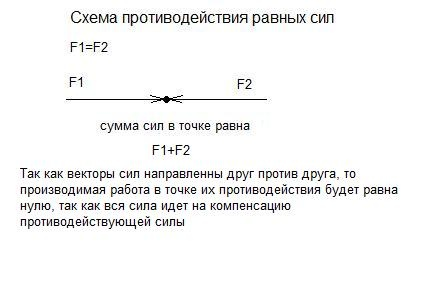 Схема противодействия равных сил
F1=F2
F1
F2
сумма сил в точке равна
F1+F2
Так как векторы сил направленны друг против друга, то
производимая работа в точке их противодействия будет равна
нулю, так как вся сила идет на компенсацию
противодействующей силы